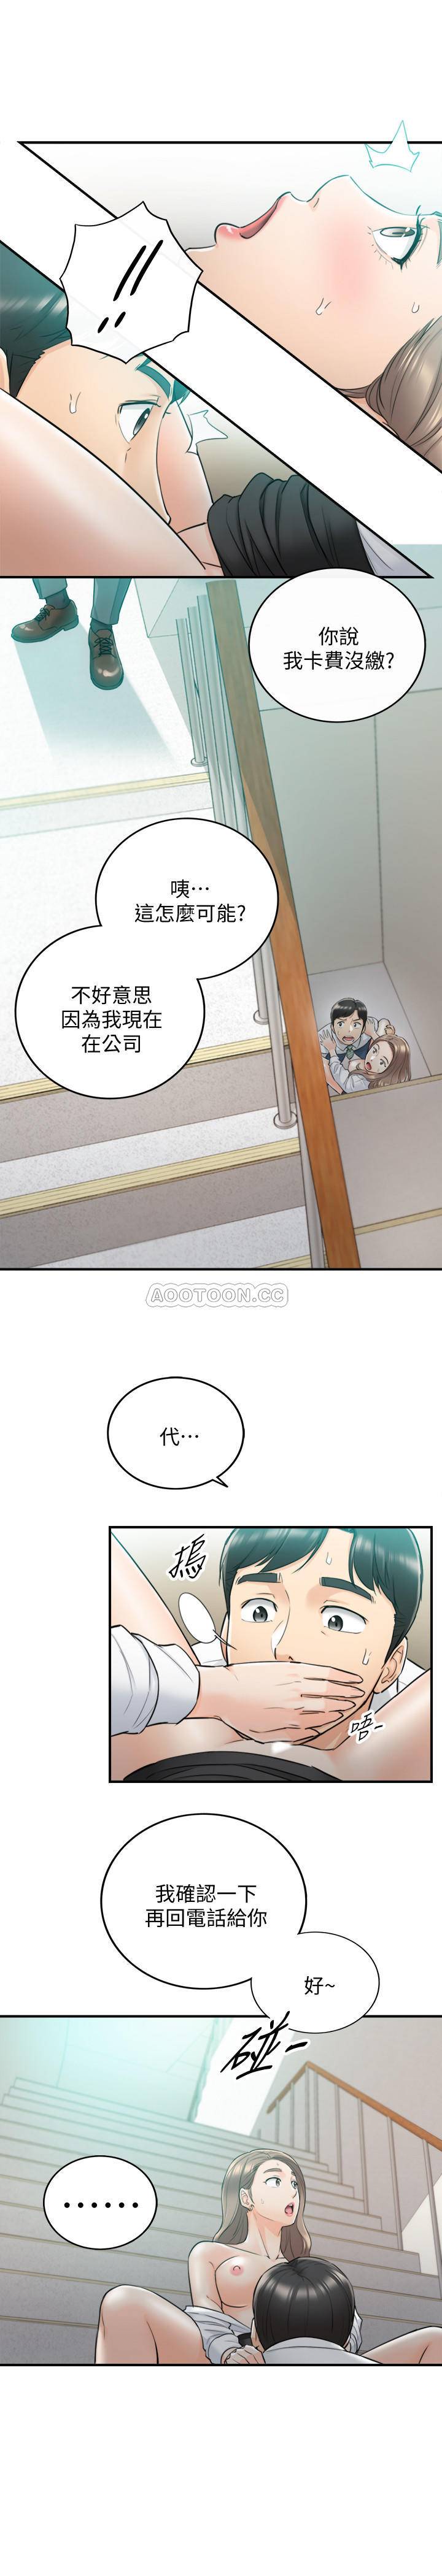 你說
我卡費沒繳?
咦…
這怎麼可能?
不好意思
因為我現在
在公司
AOOTOON.CC
代…
摀
唔-
我確認一下
再回電話給你
好~
碰-
……